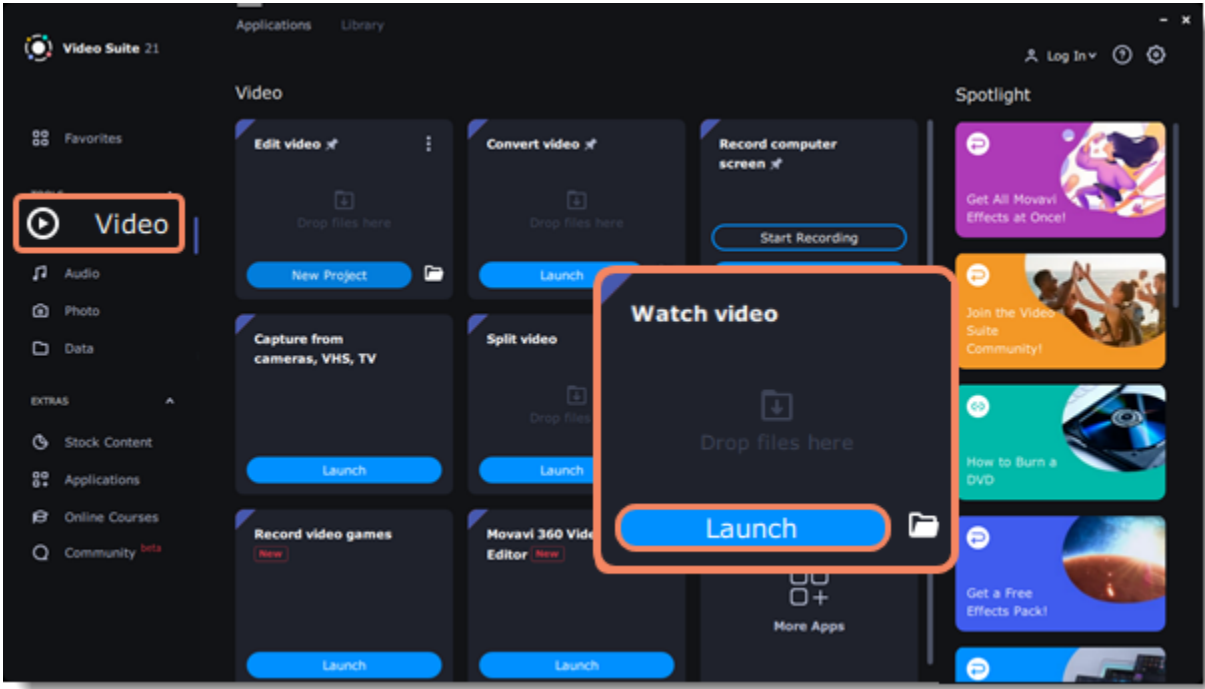 Applications
Library
Video Suite 21
Log In
Video
Spotlight
Favorites
Edit video
Convert video
Record computer
screen
Drop files here
Drop files here
Get All Movavi
Effects at Once!
Video
Start Recording
Audio
New Project
Launch
Photo
Watch video
Join the Video
Suite
Community!
Data
Capture from
cameras, VHS, TV
Split video
EXTRAS
Drop files
Drop files here
Stock Content
Launch
Launch
How to Burn a
DVD
Applications
Online Courses
Record video games
New
Movavi 360 Vide
Editor New
Launch
Community beta
Get a Free
Effects Pack!
More Apps
Launch
Launch